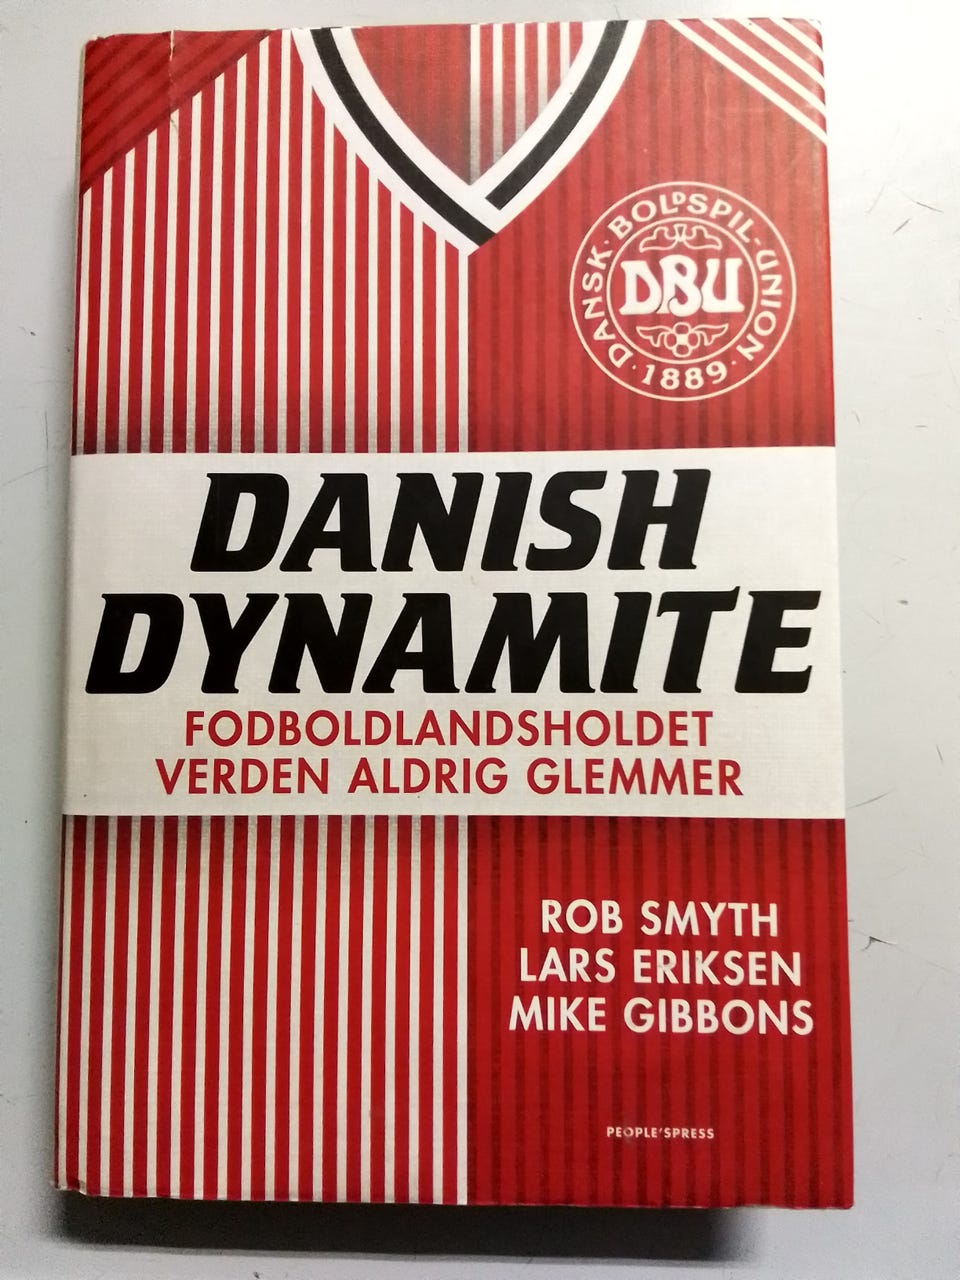 DANSK · BOLDSPIL-UNION · 1889 ·
DBU
DANISH
DYNAMITE
FODBOLDLANDSHOLDET
VERDEN ALDRIG GLEMMER
ROB SMYTH
LARS ERIKSEN
MIKE GIBBONS
PEOPLE'SPRESS